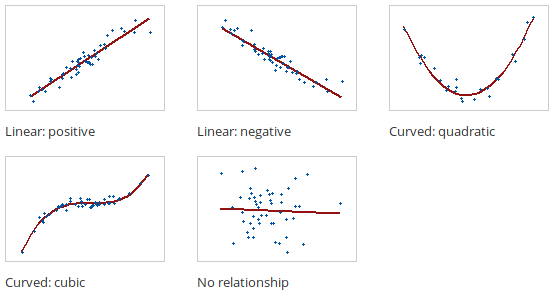 Linear: positive
Linear: negative
Curved: quadratic
Curved: cubic
No relationship